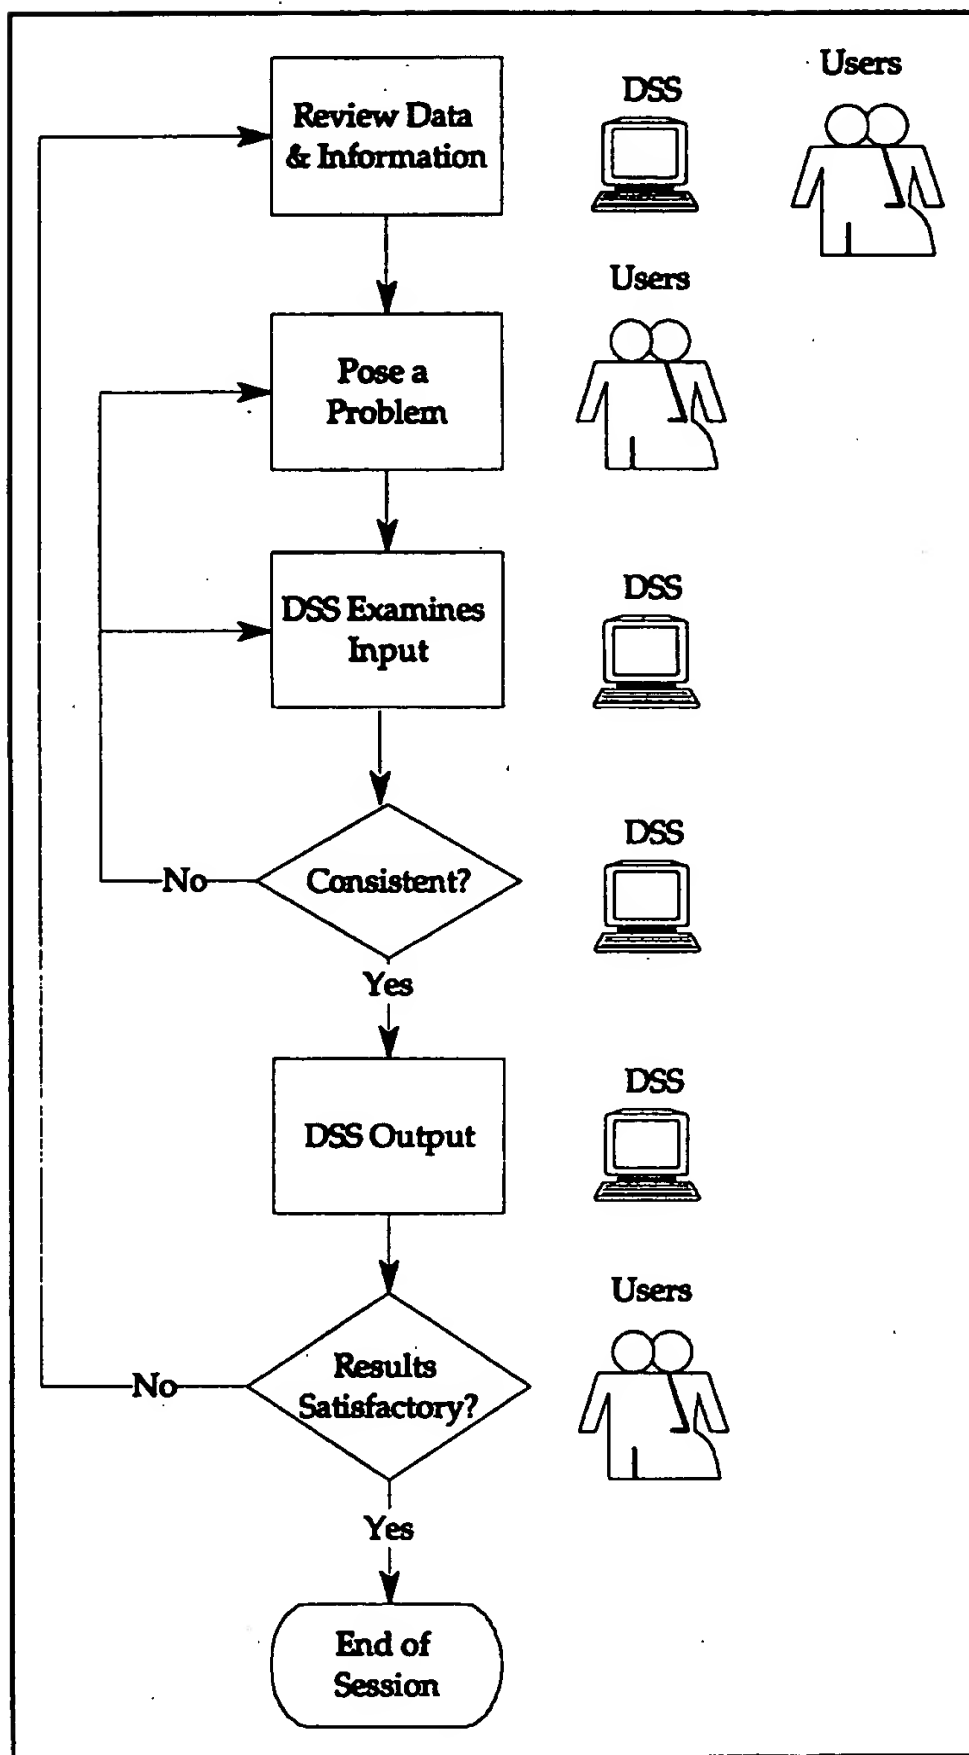 Users
DSS
Review Data
& Information
Users
Pose a
Problem
DSS
DSS Examines
Input
DSS
Consistent?
No
Yes
DSS
DSS Output
Users
Results
Satisfactory?
No
Yes
End of
Session